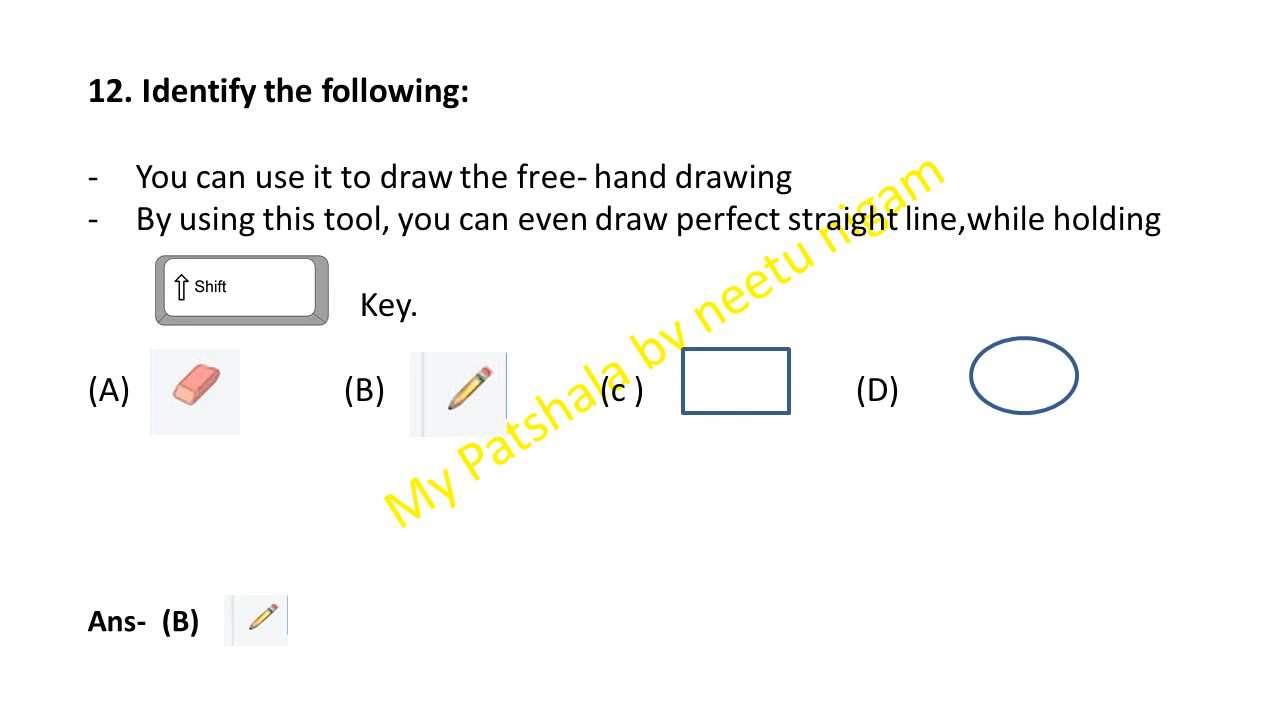 12. Identify the following:
- You can use it to draw the free- hand drawing
- By using this tool, you can even draw perfect straight line,while holding
⇧ Shift Key.
(A) (B) (c ) (D)
My Patshala by neetu nigam
Ans- (B)